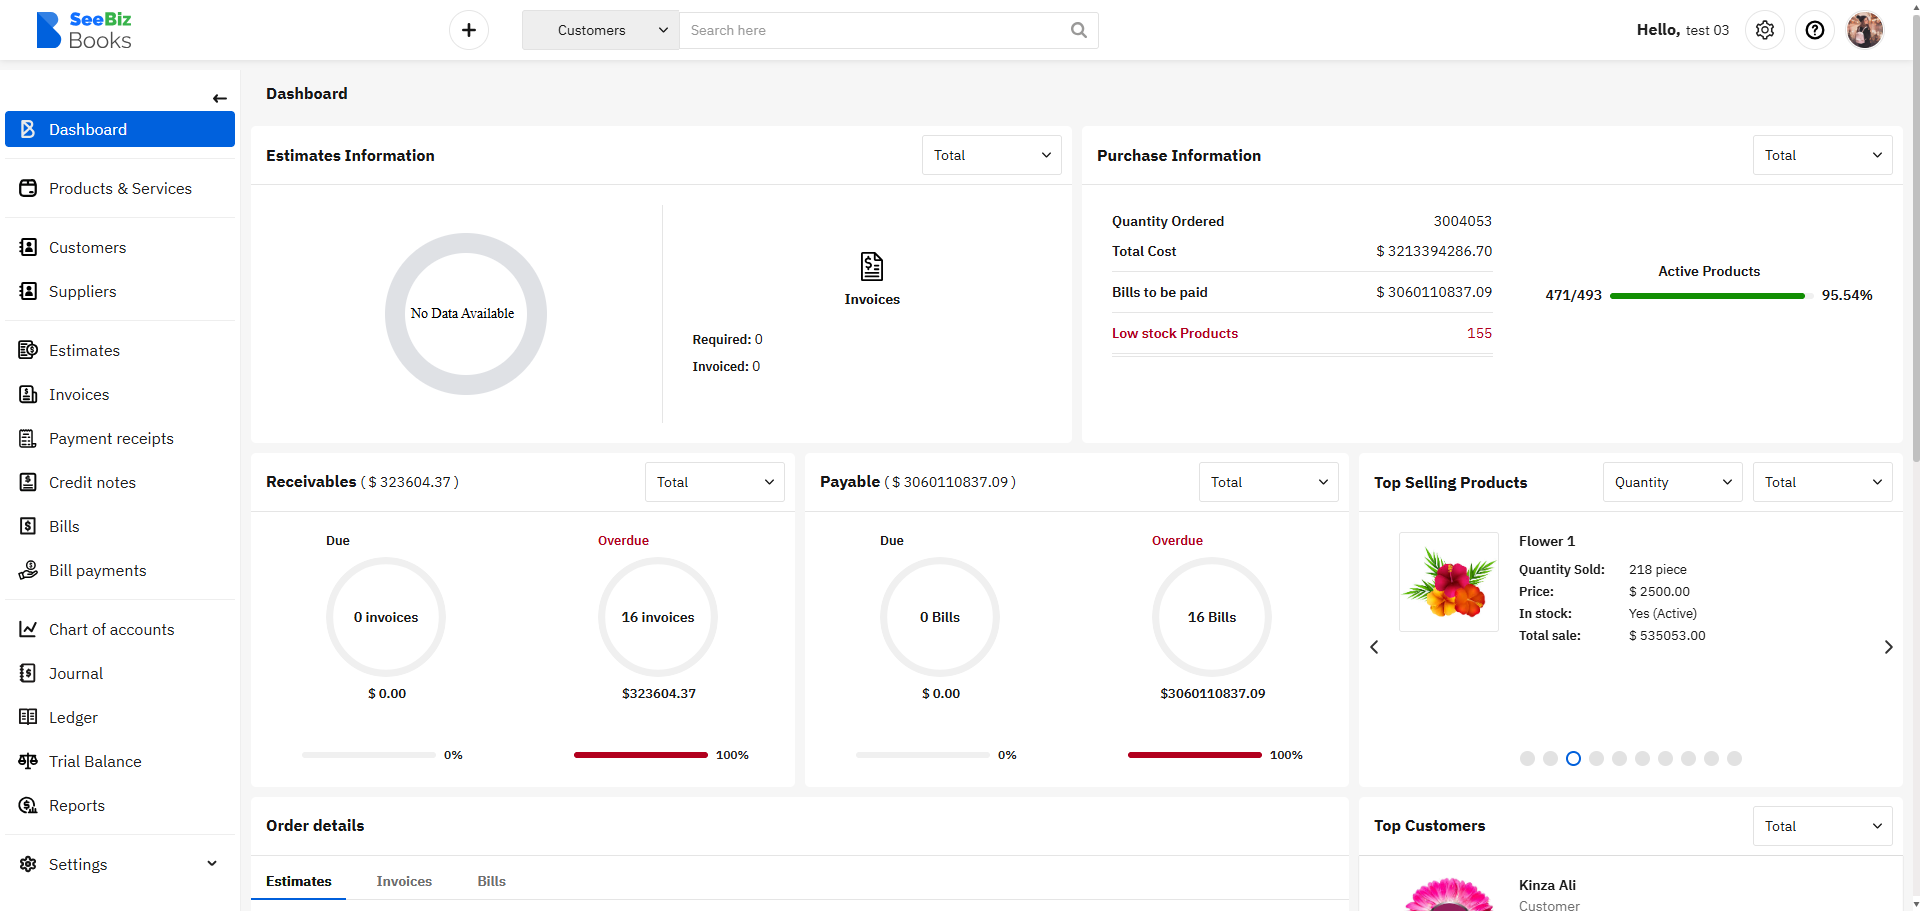 SeeBiz
Books
Customers
Search here
Hello, test 03
Dashboard
Products & Services
Customers
Suppliers
Estimates
Invoices
Payment receipts
Credit notes
Bills
Bill payments
Chart of accounts
Journal
Ledger
Trial Balance
Reports
Settings
Dashboard
Estimates Information
Total
No Data Available
Invoices
Required: 0
Invoiced: 0
Purchase Information
Total
Quantity Ordered 3004053
Total Cost $ 3213394286.70
Bills to be paid $ 3060110837.09
Low stock Products 155
Active Products
471/493 95.54%
Receivables ( $ 323604.37 )
Total
Due
0 invoices
$ 0.00
0%
Overdue
16 invoices
$323604.37
100%
Payable ( $ 3060110837.09 )
Total
Due
0 Bills
$ 0.00
0%
Overdue
16 Bills
$3060110837.09
100%
Top Selling Products
Quantity
Total
Flower 1
Quantity Sold: 218 piece
Price: $ 2500.00
In stock: Yes (Active)
Total sale: $ 535053.00
Order details
Estimates Invoices Bills
Top Customers
Total
Kinza Ali
Customer